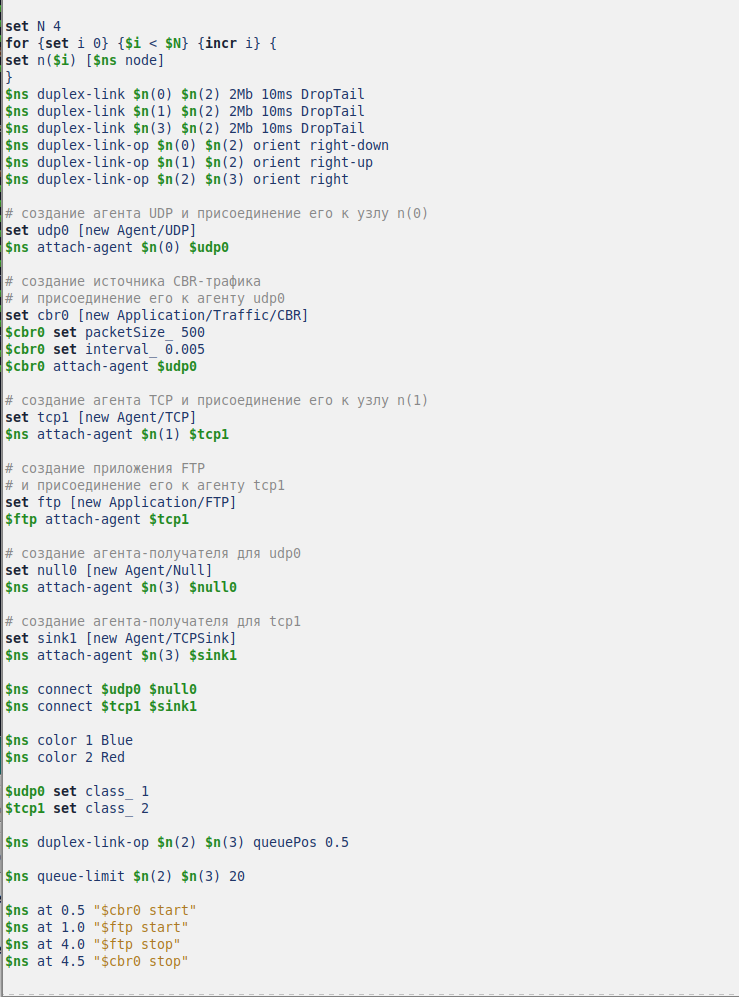 set N 4
for {set i 0} {$i < $N} {incr i} {
set n($i) [$ns node]
}
$ns duplex-link $n(0) $n(2) 2Mb 10ms DropTail
$ns duplex-link $n(1) $n(2) 2Mb 10ms DropTail
$ns duplex-link $n(3) $n(2) 2Mb 10ms DropTail
$ns duplex-link-op $n(0) $n(2) orient right-down
$ns duplex-link-op $n(1) $n(2) orient right-up
$ns duplex-link-op $n(2) $n(3) orient right
# создание агента UDP и присоединение его к узлу n(0)
set udp0 [new Agent/UDP]
$ns attach-agent $n(0) $udp0
# создание источника CBR-трафика
# и присоединение его к агенту udp0
set cbr0 [new Application/Traffic/CBR]
$cbr0 set packetSize_ 500
$cbr0 set interval_ 0.005
$cbr0 attach-agent $udp0
# создание агента TCP и присоединение его к узлу n(1)
set tcp1 [new Agent/TCP]
$ns attach-agent $n(1) $tcp1
# создание приложения FTP
# и присоединение его к агенту tcp1
set ftp [new Application/FTP]
$ftp attach-agent $tcp1
# создание агента-получателя для udp0
set null0 [new Agent/Null]
$ns attach-agent $n(3) $null0
# создание агента-получателя для tcp1
set sink1 [new Agent/TCPSink]
$ns attach-agent $n(3) $sink1
$ns connect $udp0 $null0
$ns connect $tcp1 $sink1
$ns color 1 Blue
$ns color 2 Red
$udp0 set class_ 1
$tcp1 set class_ 2
$ns duplex-link-op $n(2) $n(3) queuePos 0.5
$ns queue-limit $n(2) $n(3) 20
$ns at 0.5 "$cbr0 start"
$ns at 1.0 "$ftp start"
$ns at 4.0 "$ftp stop"
$ns at 4.5 "$cbr0 stop"